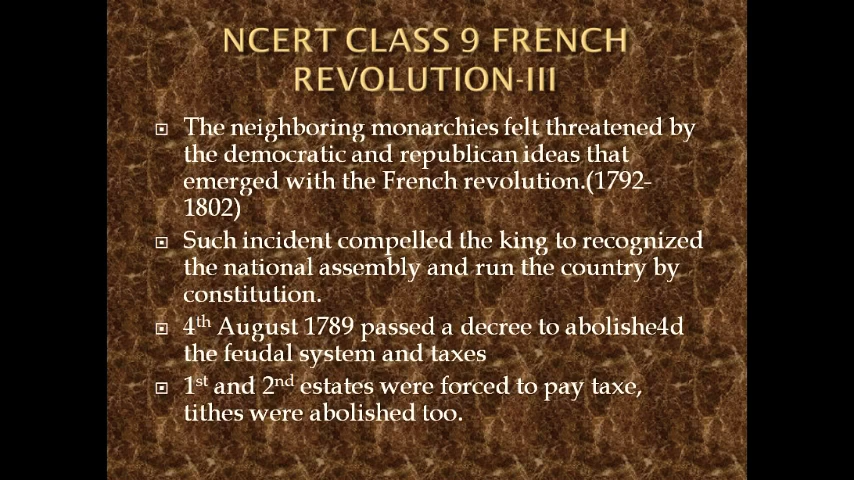 NCERT CLASS 9 FRENCH
REVOLUTION-III
The neighboring monarchies felt threatened by
the democratic and republican ideas that
emerged with the French revolution.(1792-
1802)
Such incident compelled the king to recognized
the national assembly and run the country by
constitution.
4th August 1789 passed a decree to abolishe4d
the feudal system and taxes
1st and 2nd estates were forced to pay taxe,
tithes were abolished too.